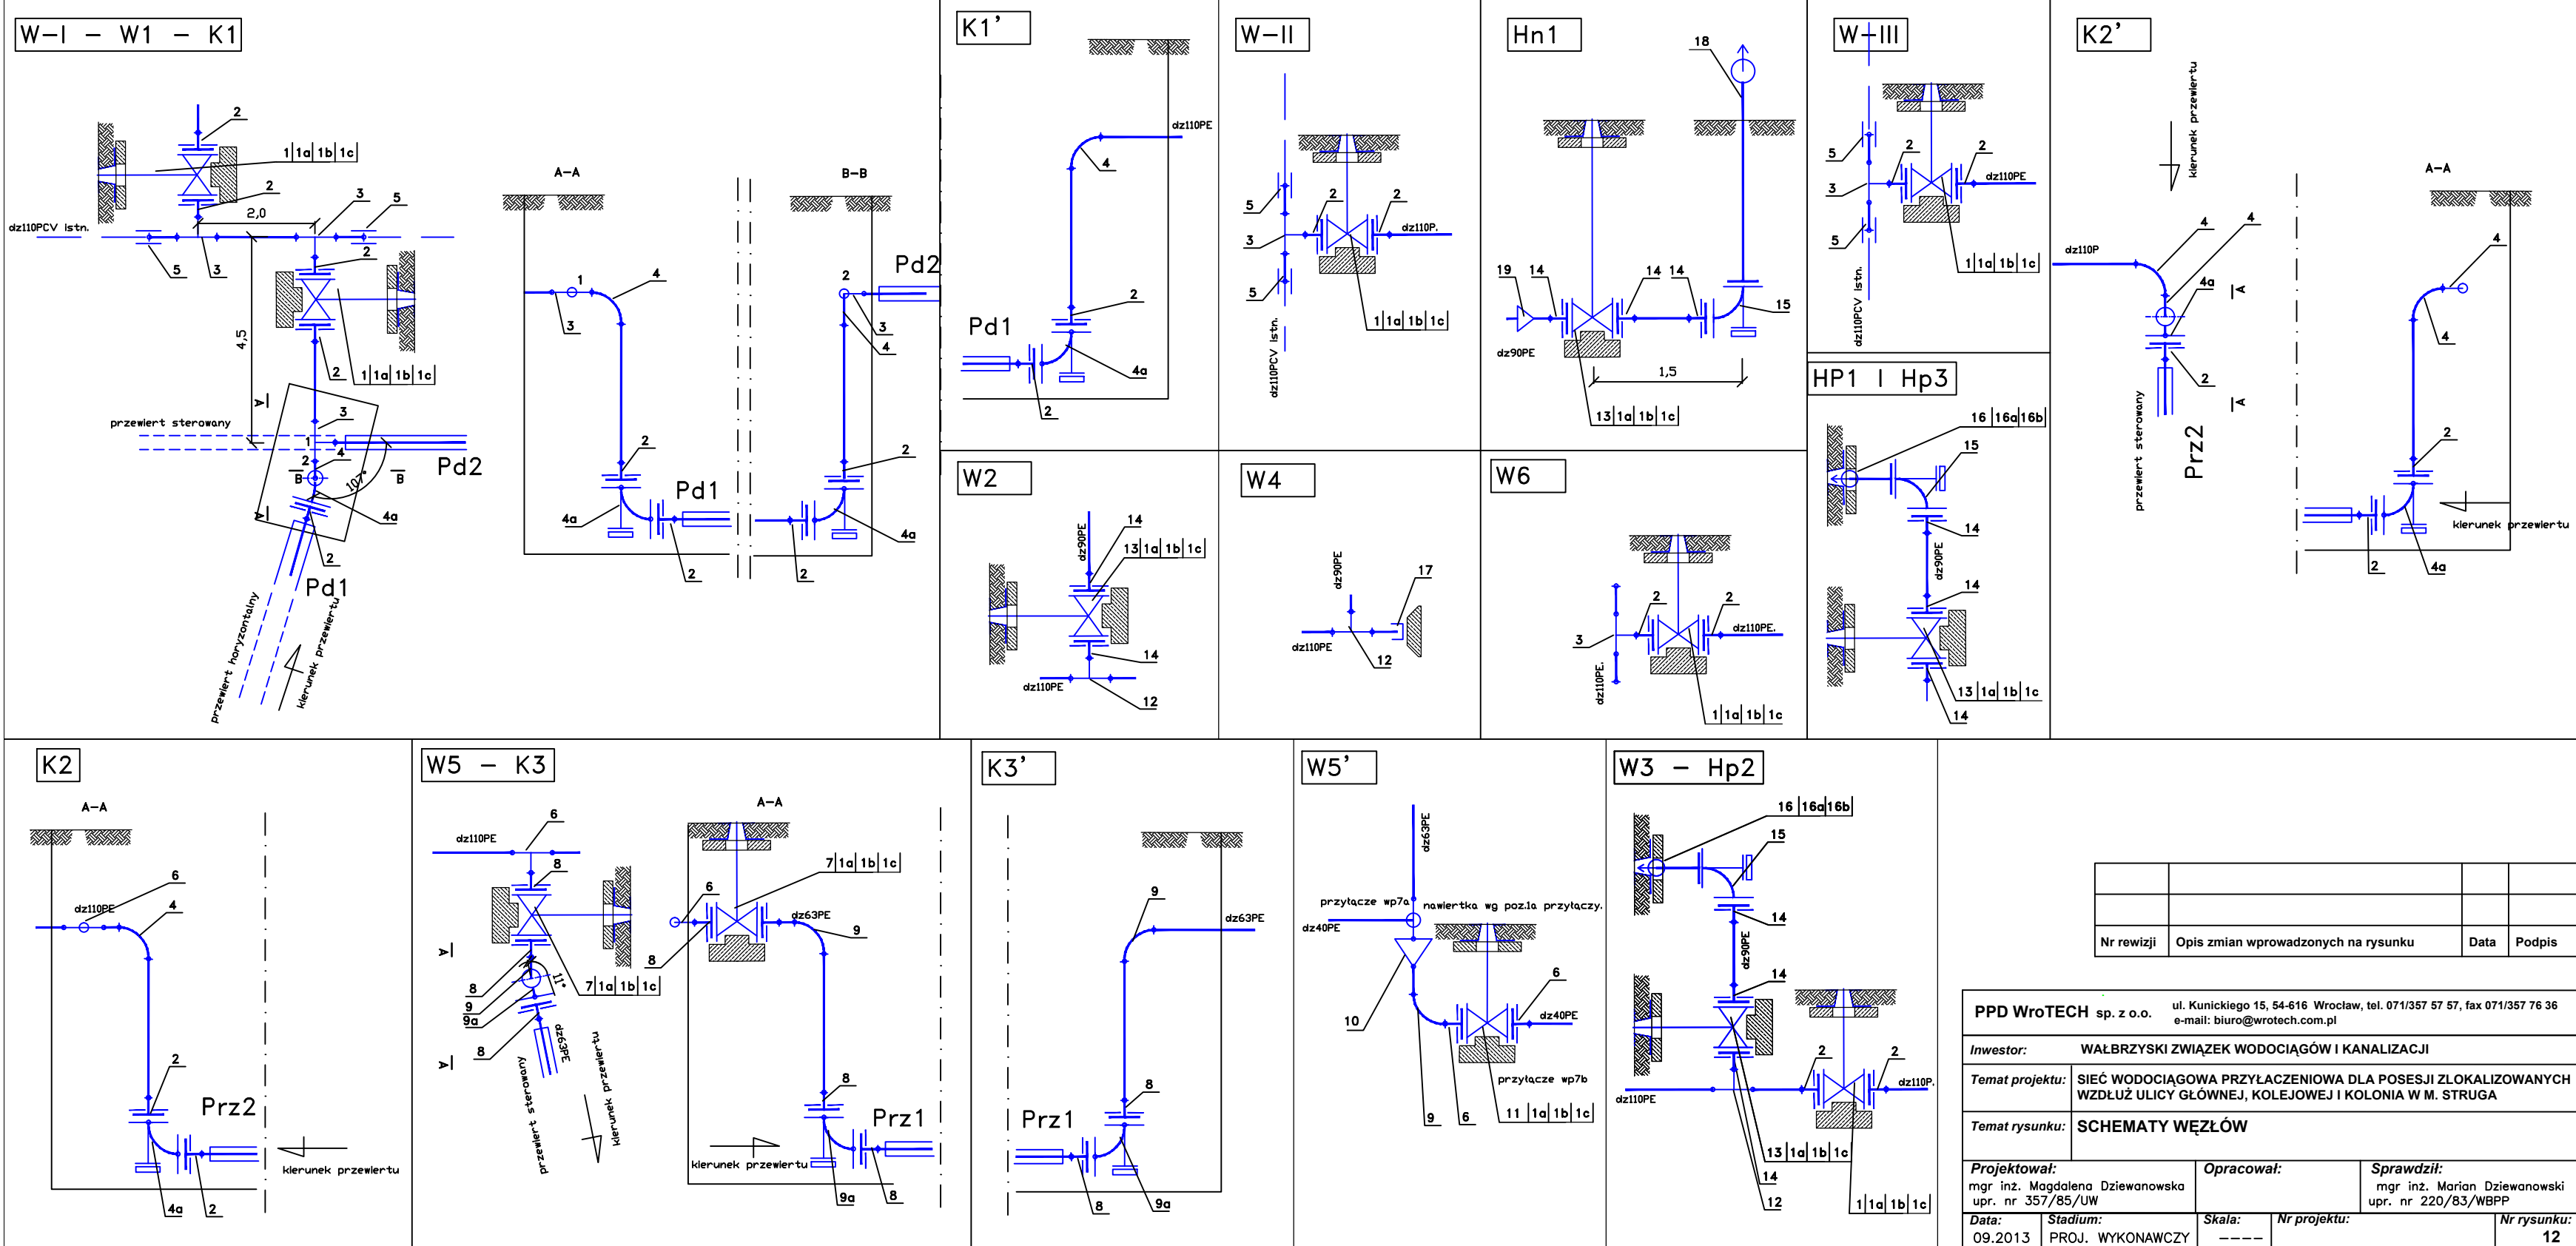 W-I - W1 - K1
2
1 | 1a | 1b | 1c
2
2,0
3
5
dz110PCV istn.
5
3
2
4,5
2
1 | 1a | 1b | 1c
A
3
przewiert sterowany
1
2
4
B
B
107°
Pd2
A
4a
2
Pd1
przewiert horyzontalny
kierunek przewiertu
A-A
1
4
3
2
Pd1
4a
2
B-B
2
Pd2
3
4
2
4a
2
K1'
dz110PE
4
2
Pd1
4a
2
W-II
5
2
2
3
dz110P.
5
1 | 1a | 1b | 1c
dz110PCV istn.
Hn1
18
19
14
14
14
15
dz90PE
1,5
13 | 1a | 1b | 1c
W-III
5
2
2
3
dz110PE
5
1 | 1a | 1b | 1c
dz110PCV istn.
K2'
kierunek przewiertu
dz110P
4
4
4a
A
2
A
przewiert sterowany
Prz2
A-A
4
4
2
kierunek przewiertu
2
4a
W2
dz90PE
14
13 | 1a | 1b | 1c
14
dz110PE
12
W4
dz90PE
17
dz110PE
12
W6
2
2
3
dz110PE.
dz110PE.
1 | 1a | 1b | 1c
HP1 I Hp3
16 | 16a | 16b
15
14
dz90PE
14
13 | 1a | 1b | 1c
14
K2
A-A
6
dz110PE
4
2
Prz2
kierunek przewiertu
4a
2
W5 - K3
6
dz110PE
8
A
8
11°
7 | 1a | 1b | 1c
9
9a
8
A
dz63PE
przewiert sterowany
kierunek przewiertu
A-A
7 | 1a | 1b | 1c
6
dz63PE
9
8
8
Prz1
kierunek przewiertu
9a
8
K3'
9
dz63PE
8
Prz1
8
9a
W5'
dz63PE
przyłącze wp7a
nawiertka wg poz.1a przyłączy.
dz40PE
6
10
dz40PE
przyłącze wp7b
9
6
11 | 1a | 1b | 1c
W3 - Hp2
16 | 16a | 16b
15
14
dz90PE
14
2
2
dz110PE
dz110P.
13 | 1a | 1b | 1c
14
12
1 | 1a | 1b | 1c
Nr rewizji Opis zmian wprowadzonych na rysunku Data Podpis
PPD WroTECH sp. z o.o. ul. Kunickiego 15, 54-616 Wrocław, tel. 071/357 57 57, fax 071/357 76 36
e-mail: biuro@wrotech.com.pl
Inwestor: WAŁBRZYSKI ZWIĄZEK WODOCIĄGÓW I KANALIZACJI
Temat projektu: SIEĆ WODOCIĄGOWA PRZYŁACZENIOWA DLA POSESJI ZLOKALIZOWANYCH
WZDŁUŻ ULICY GŁÓWNEJ, KOLEJOWEJ I KOLONIA W M. STRUGA
Temat rysunku: SCHEMATY WĘZŁÓW
Projektował: Opracował: Sprawdził:
mgr inż. Magdalena Dziewanowska mgr inż. Marian Dziewanowski
upr. nr 357/85/UW upr. nr 220/83/WBPP
Data: Stadium: Skala: Nr projektu: Nr rysunku:
09.2013 PROJ. WYKONAWCZY ---- 12